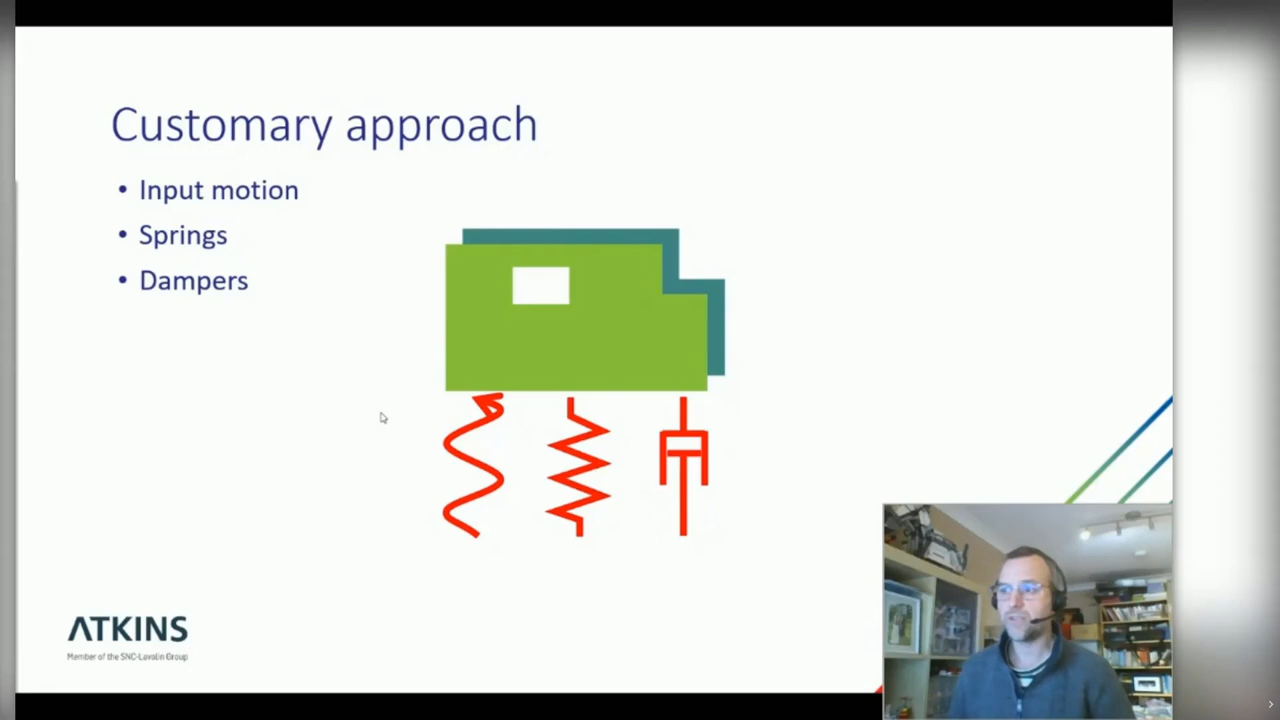 Customary approach
• Input motion
• Springs
• Dampers
ATKINS
Member of the SNC-Lavalin Group